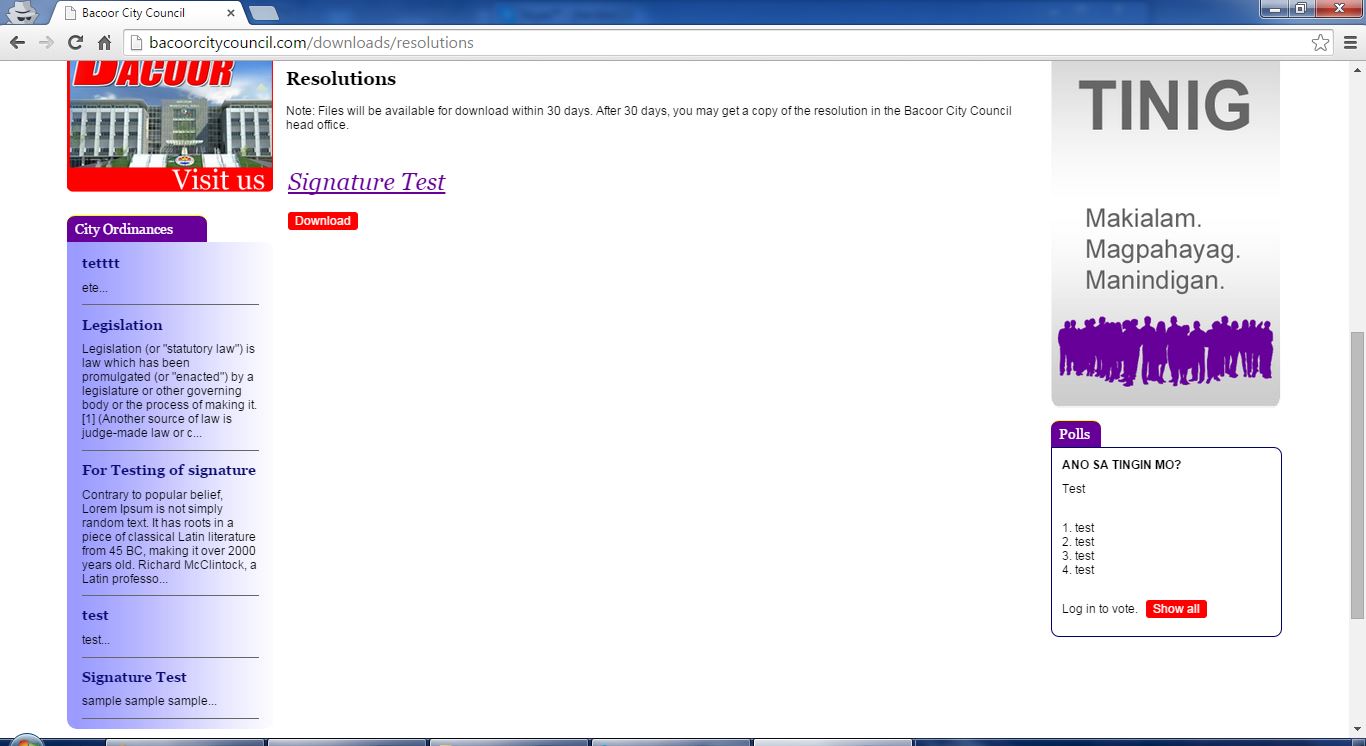 Bacoor City Council
bacoorcitycouncil.com/downloads/resolutions
BACOOR
Visit us
City Ordinances
tetttt
ete...
Legislation
Legislation (or "statutory law") is
law which has been
promulgated (or "enacted") by a
legislature or other governing
body or the process of making it.
[1] (Another source of law is
judge-made law or c...
For Testing of signature
Contrary to popular belief,
Lorem Ipsum is not simply
random text. It has roots in a
piece of classical Latin literature
from 45 BC, making it over 2000
years old. Richard McClintock, a
Latin professo...
test
test...
Signature Test
sample sample sample...
Resolutions
Note: Files will be available for download within 30 days. After 30 days, you may get a copy of the resolution in the Bacoor City Council
head office.
Signature Test
Download
TINIG
Makialam.
Magpahayag.
Manindigan.
Polls
ANO SA TINGIN MO?
Test
1. test
2. test
3. test
4. test
Log in to vote. Show all